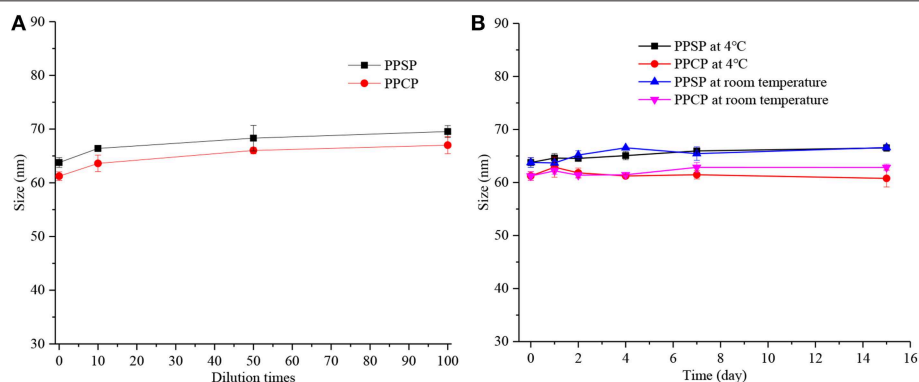 A
90
80
70
60
50
40
30
Size (nm)
PPSP
PPCP
0 10 20 30 40 50 60 70 80 90 100
Dilution times
B
90
80
70
60
50
40
30
Size (nm)
PPSP at 4°C
PPCP at 4°C
PPSP at room temperature
PPCP at room temperature
0 2 4 6 8 10 12 14 16
Time (day)